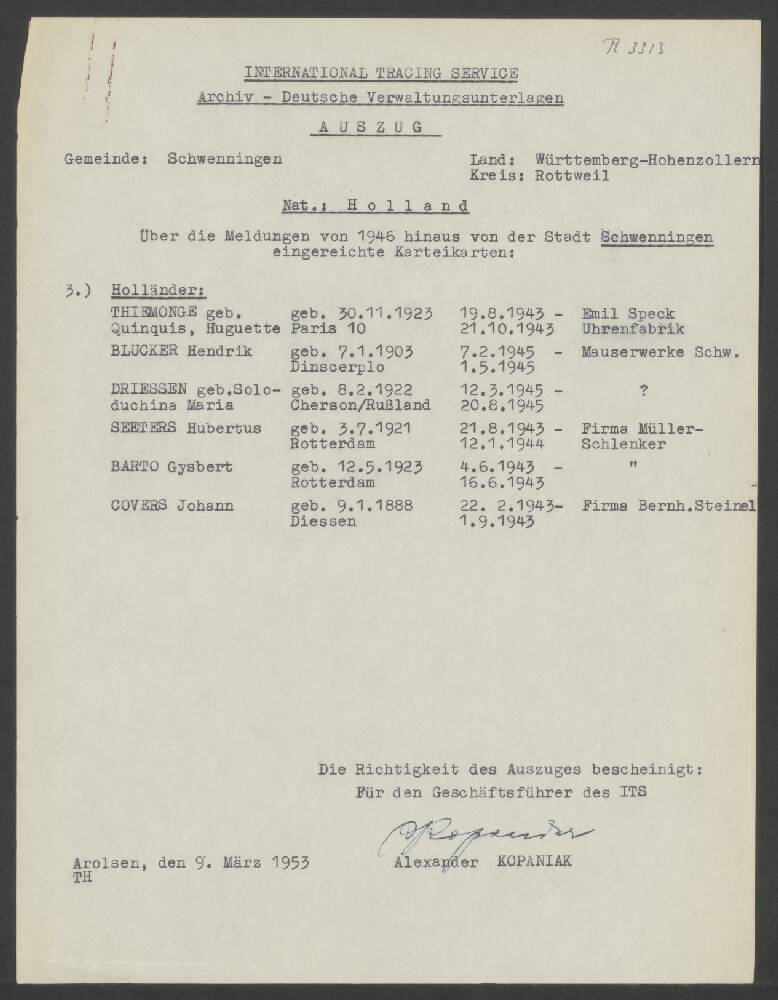 R 3313
INTERNATIONAL TRACING SERVICE
Archiv - Deutsche Verwaltungsunterlagen
A U S Z U G
Gemeinde: Schwenningen Land: Württemberg-Hohenzollern
Kreis: Rottweil
Nat.: H o l l a n d
Über die Meldungen von 1946 hinaus von der Stadt Schwenningen
eingereichte Karteikarten:
3.) Holländer:
THIEMONGE geb. geb. 30.11.1923 19.8.1943 - Emil Speck
Quinquis, Huguette Paris 10 21.10.1943 Uhrenfabrik
BLUCKER Hendrik geb. 7.1.1903 7.2.1945 - Mauserwerke Schw.
Dinscerplo 1.5.1945
DRIESSEN geb.Solo- geb. 8.2.1922 12.3.1945 - ?
duchina Maria Cherson/Rußland 20.8.1945
SEETERS Hubertus geb. 3.7.1921 21.8.1943 - Firma Müller-
Rotterdam 12.1.1944 Schlenker
BARTO Gysbert geb. 12.5.1923 4.6.1943 - "
Rotterdam 16.6.1943
COVERS Johann geb. 9.1.1888 22. 2.1943- Firma Bernh.Steinel
Diessen 1.9.1943
Die Richtigkeit des Auszuges bescheinigt:
Für den Geschäftsführer des ITS
Kopaniak
Arolsen, den 9. März 1953 Alexander KOPANIAK
TH